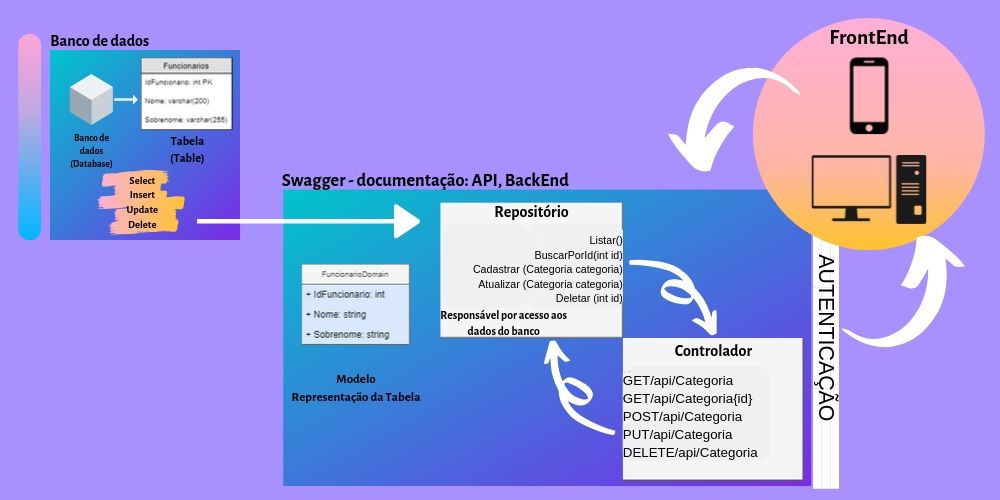 Banco de dados
Funcionarios
IdFuncionario: int PK
Nome: varchar(200)
Sobrenome: varchar(255)
Banco de
dados
(Database)
Tabela
(Table)
Select
Insert
Update
Delete
Swagger - documentação: API, BackEnd
FuncionarioDomain
+ IdFuncionario: int
+ Nome: string
+ Sobrenome: string
Modelo
Representação da Tabela
Repositório
Listar()
BuscarPorId(int id)
Cadastrar (Categoria categoria)
Atualizar (Categoria categoria)
Deletar (int id)
Responsável por acesso aos
dados do banco
Controlador
GET/api/Categoria
GET/api/Categoria{id}
POST/api/Categoria
PUT/api/Categoria
DELETE/api/Categoria
AUTENTICAÇÃO
FrontEnd